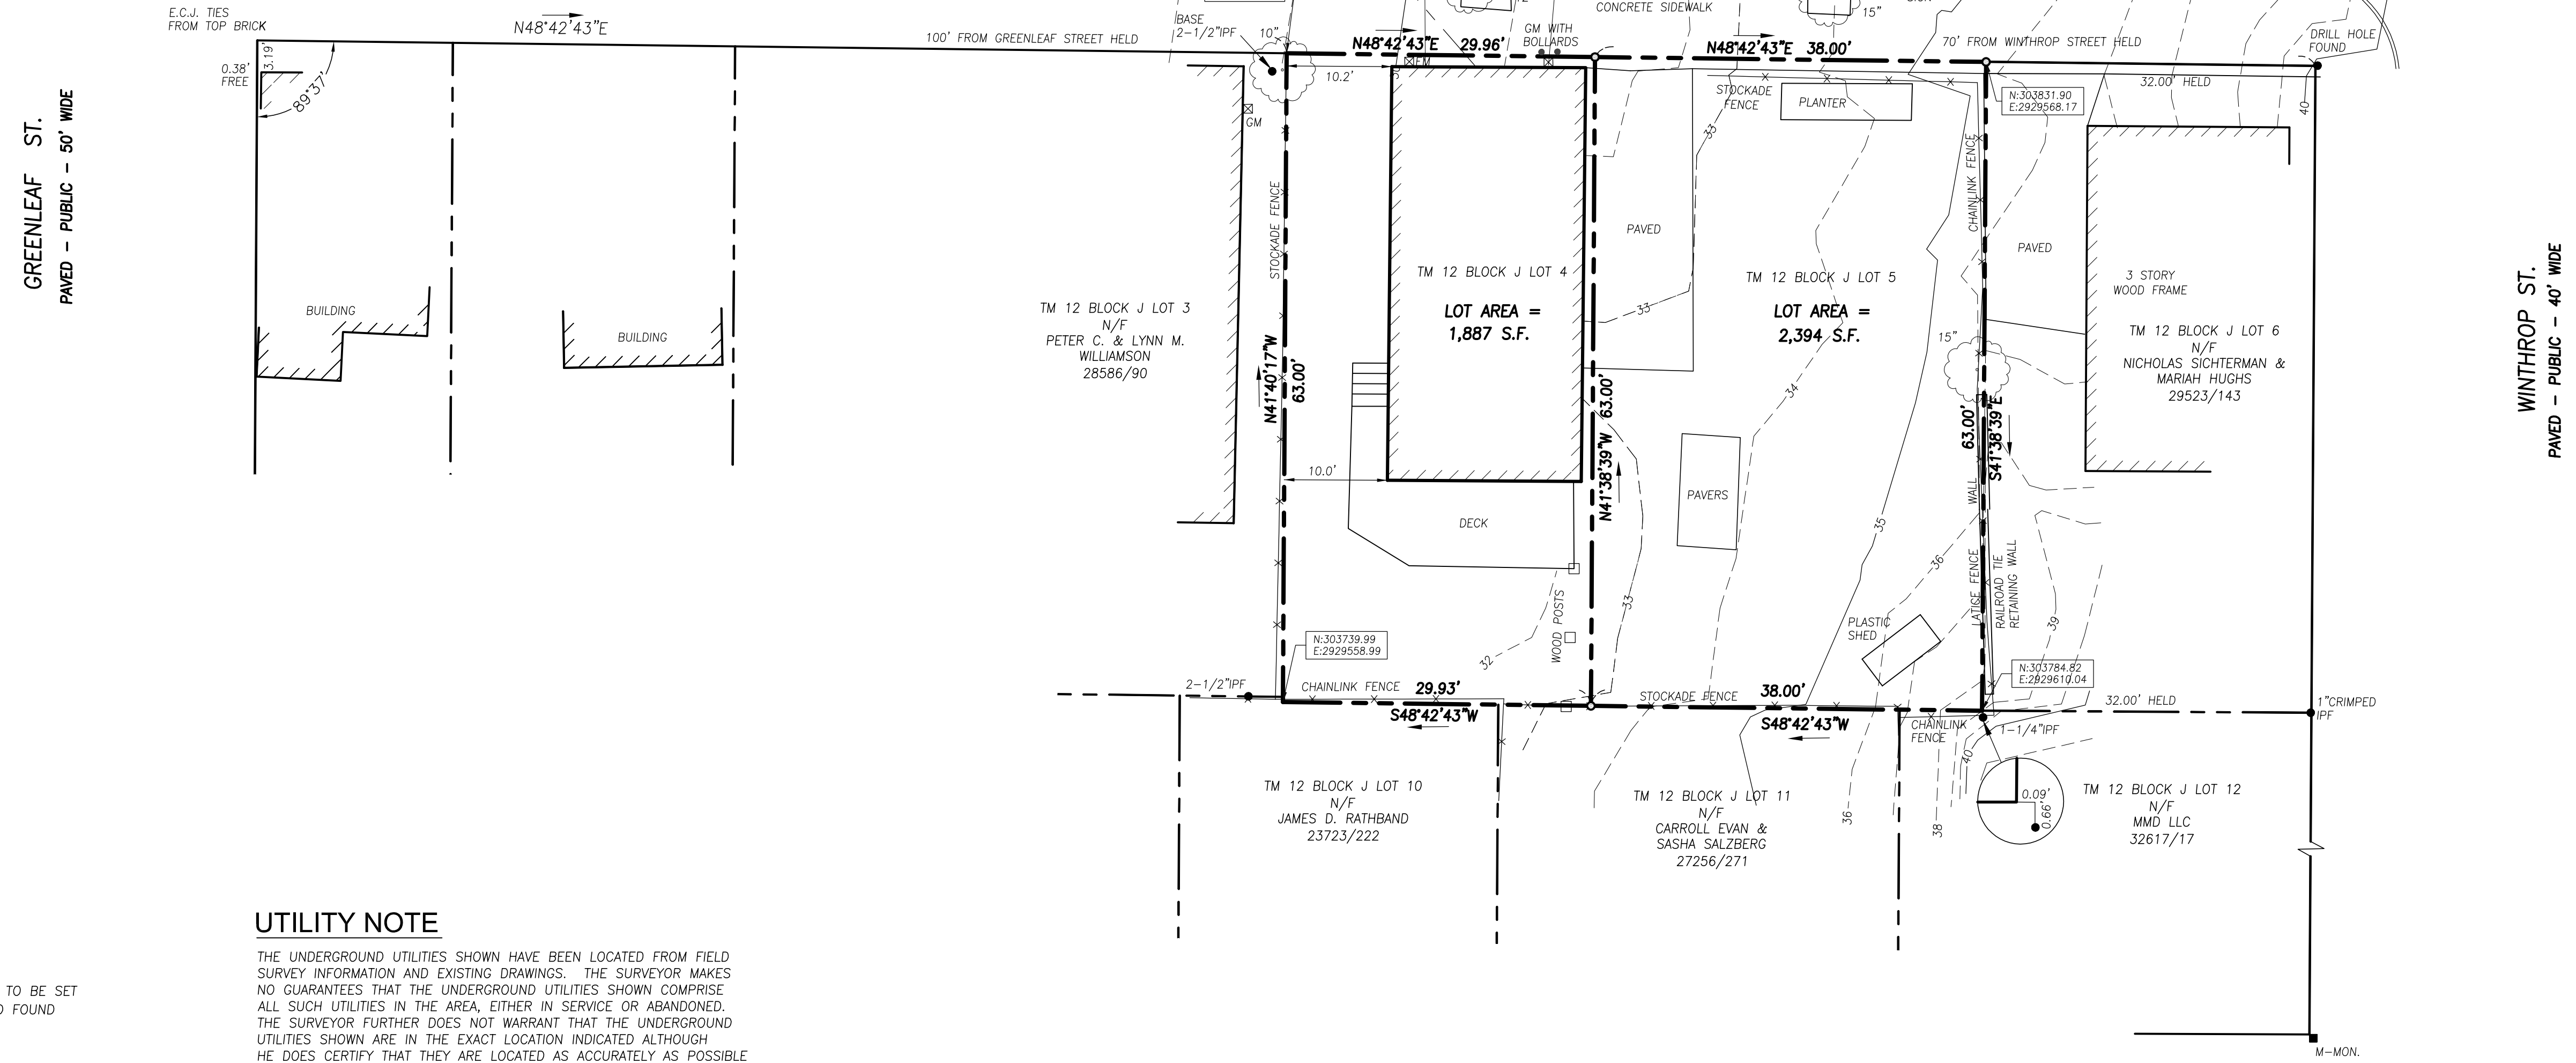 E.C.J. TIES
FROM TOP BRICK
N48°42'43"E
3.19'
0.38'
FREE
89°37'
GREENLEAF ST.
PAVED - PUBLIC - 50' WIDE
BUILDING
BUILDING
100' FROM GREENLEAF STREET HELD
BASE
2-1/2"IPF
10"
N48°42'43"E 29.96'
GM WITH
BOLLARDS
CONCRETE SIDEWALK
15"
N48°42'43"E 38.00'
70' FROM WINTHROP STREET HELD
DRILL HOLE
FOUND
32.00' HELD
40
10.2'
GM
STOCKADE
FENCE
PLANTER
N:303831.90
E:2929568.17
33
CHAINLINK FENCE
STOCKADE FENCE
PAVED
PAVED
TM 12 BLOCK J LOT 3
N/F
PETER C. & LYNN M.
WILLIAMSON
28586/90
TM 12 BLOCK J LOT 4
LOT AREA =
1,887 S.F.
33
TM 12 BLOCK J LOT 5
LOT AREA =
2,394 S.F.
3 STORY
WOOD FRAME
TM 12 BLOCK J LOT 6
N/F
NICHOLAS SICHTERMAN &
MARIAH HUGHS
29523/143
WINTHROP ST.
PAVED - PUBLIC - 40' WIDE
15"
N41°40'17"W
63.00'
N41°38'39"W 63.00'
34
63.00'
S41°38'39"E
10.0'
DECK
PAVERS
35
WALL
36
LATICE FENCE
RAILROAD TIE
RETAINING WALL
39
WOOD POSTS
33
32
PLASTIC
SHED
N:303739.99
E:2929558.99
N:303784.82
E:2929610.04
2-1/2"IPF
CHAINLINK FENCE 29.93'
S48°42'43"W
STOCKADE FENCE
38.00'
S48°42'43"W
32.00' HELD
1"CRIMPED
IPF
CHAINLINK
FENCE
1-1/4"IPF
40
36
38
0.09'
0.66'
TM 12 BLOCK J LOT 10
N/F
JAMES D. RATHBAND
23723/222
TM 12 BLOCK J LOT 11
N/F
CARROLL EVAN &
SASHA SALZBERG
27256/271
TM 12 BLOCK J LOT 12
N/F
MMD LLC
32617/17
M-MON.
TO BE SET
FOUND
UTILITY NOTE
THE UNDERGROUND UTILITIES SHOWN HAVE BEEN LOCATED FROM FIELD
SURVEY INFORMATION AND EXISTING DRAWINGS. THE SURVEYOR MAKES
NO GUARANTEES THAT THE UNDERGROUND UTILITIES SHOWN COMPRISE
ALL SUCH UTILITIES IN THE AREA, EITHER IN SERVICE OR ABANDONED.
THE SURVEYOR FURTHER DOES NOT WARRANT THAT THE UNDERGROUND
UTILITIES SHOWN ARE IN THE EXACT LOCATION INDICATED ALTHOUGH
HE DOES CERTIFY THAT THEY ARE LOCATED AS ACCURATELY AS POSSIBLE